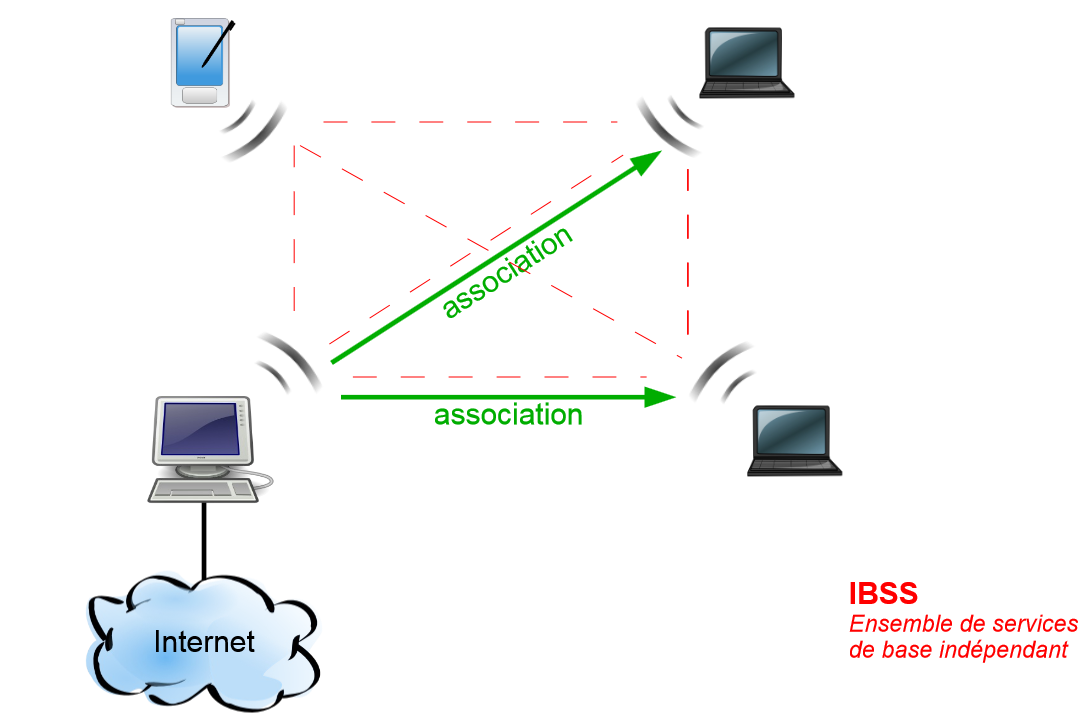 association
association
Internet
IBSS
Ensemble de services
de base indépendant